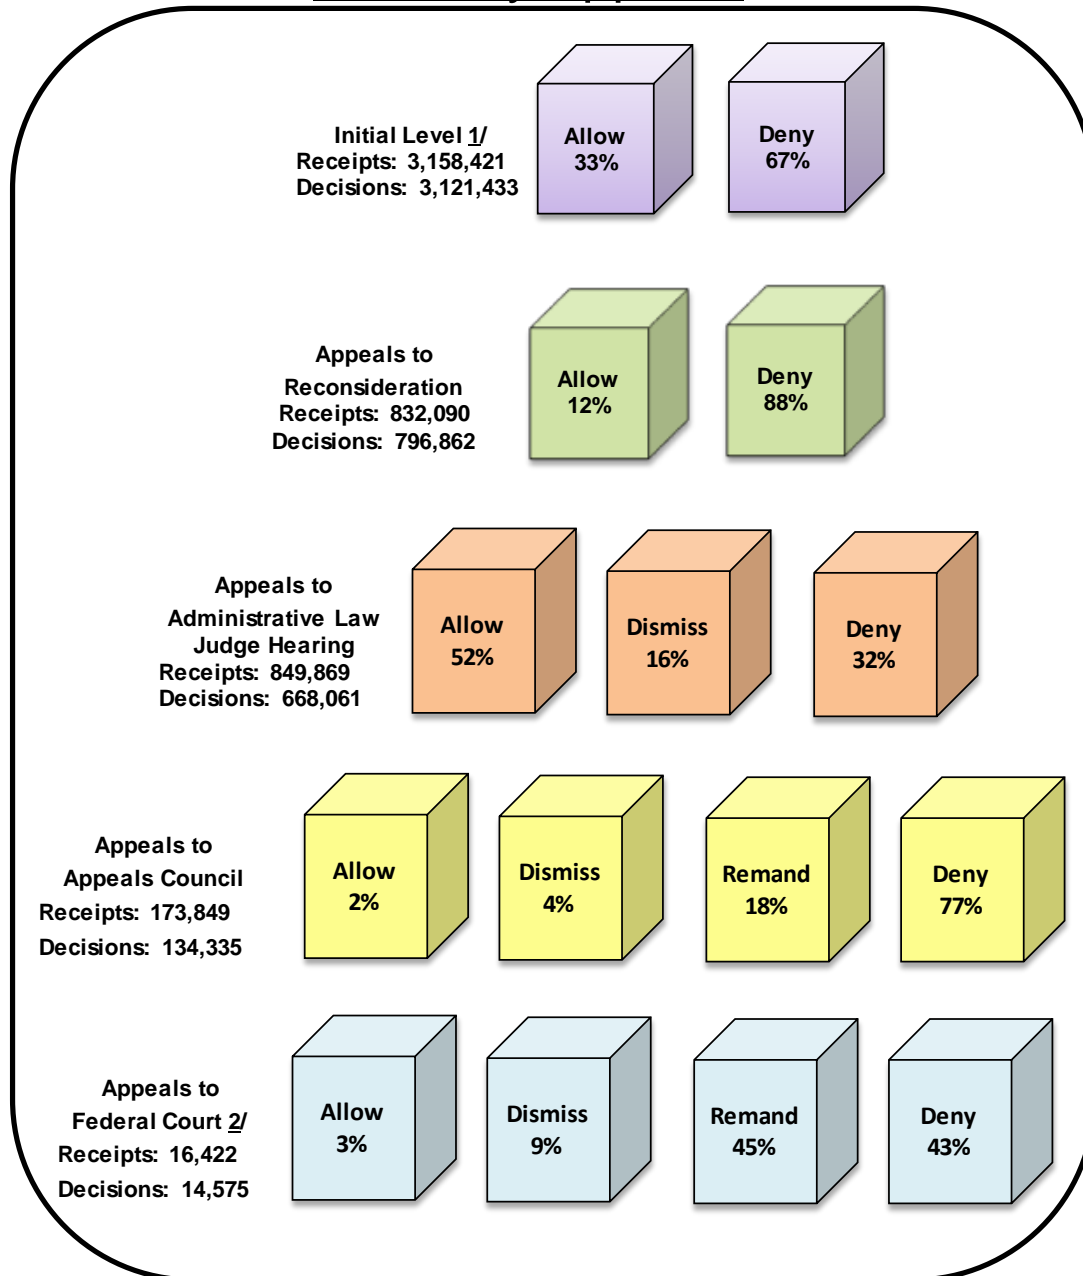 Initial Level 1/
Receipts: 3,158,421
Decisions: 3,121,433
Allow
33%
Deny
67%
Appeals to
Reconsideration
Receipts: 832,090
Decisions: 796,862
Allow
12%
Deny
88%
Appeals to
Administrative Law
Judge Hearing
Receipts: 849,869
Decisions: 668,061
Allow
52%
Dismiss
16%
Deny
32%
Appeals to
Appeals Council
Receipts: 173,849
Decisions: 134,335
Allow
2%
Dismiss
4%
Remand
18%
Deny
77%
Appeals to
Federal Court 2/
Receipts: 16,422
Decisions: 14,575
Allow
3%
Dismiss
9%
Remand
45%
Deny
43%